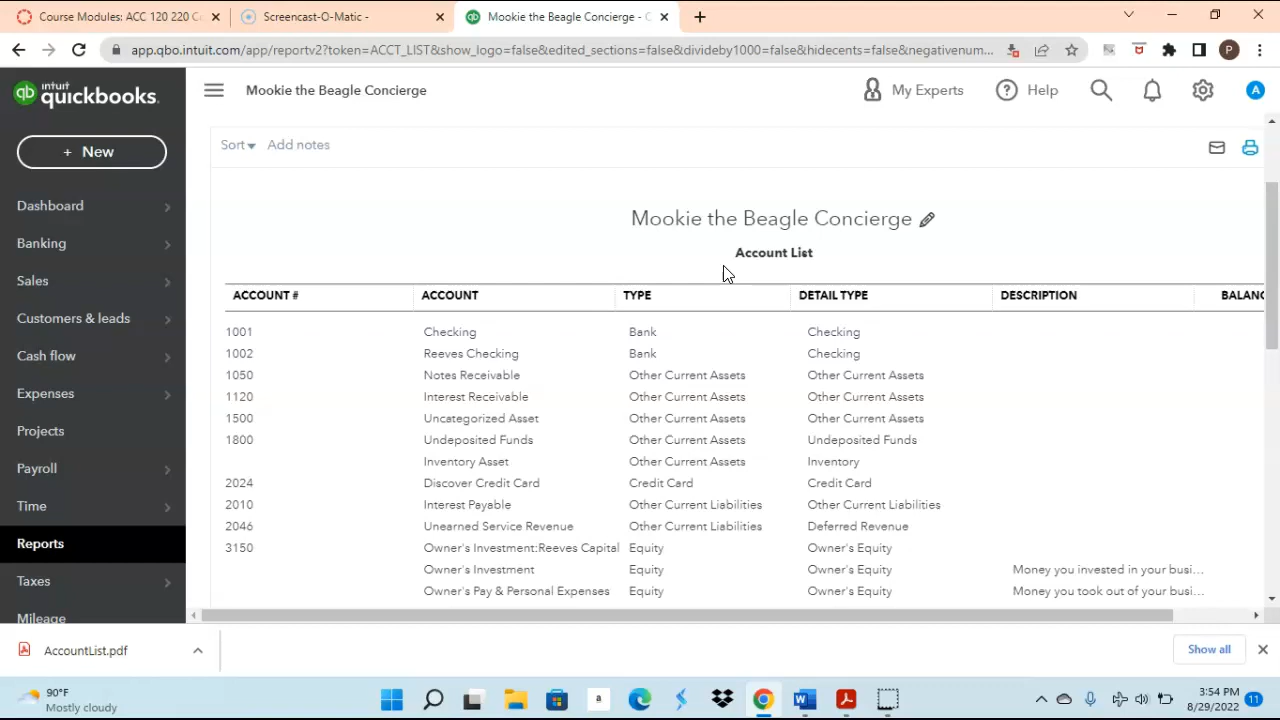 Course Modules: ACC 120 220 C
Screencast-O-Matic -
Mookie the Beagle Concierge - C
app.qbo.intuit.com/app/reportv2?token=ACCT_LIST&show_logo=false&edited_sections=false&divideby1000=false&hidecents=false&negativenum...
P
intuit
quickbooks.
Mookie the Beagle Concierge
My Experts
Help
A
+ New
Dashboard
Banking
Sales
Customers & leads
Cash flow
Expenses
Projects
Payroll
Time
Reports
Taxes
Mileage
Sort
Add notes
Mookie the Beagle Concierge
Account List
ACCOUNT # ACCOUNT TYPE DETAIL TYPE DESCRIPTION BALANC
1001 Checking Bank Checking
1002 Reeves Checking Bank Checking
1050 Notes Receivable Other Current Assets Other Current Assets
1120 Interest Receivable Other Current Assets Other Current Assets
1500 Uncategorized Asset Other Current Assets Other Current Assets
1800 Undeposited Funds Other Current Assets Undeposited Funds
Inventory Asset Other Current Assets Inventory
2024 Discover Credit Card Credit Card Credit Card
2010 Interest Payable Other Current Liabilities Other Current Liabilities
2046 Unearned Service Revenue Other Current Liabilities Deferred Revenue
3150 Owner's Investment:Reeves Capital Equity Owner's Equity
Owner's Investment Equity Owner's Equity Money you invested in your busi...
Owner's Pay & Personal Expenses Equity Owner's Equity Money you took out of your busi...
AccountList.pdf
Show all
90°F
Mostly cloudy
3:54 PM
8/29/2022
11